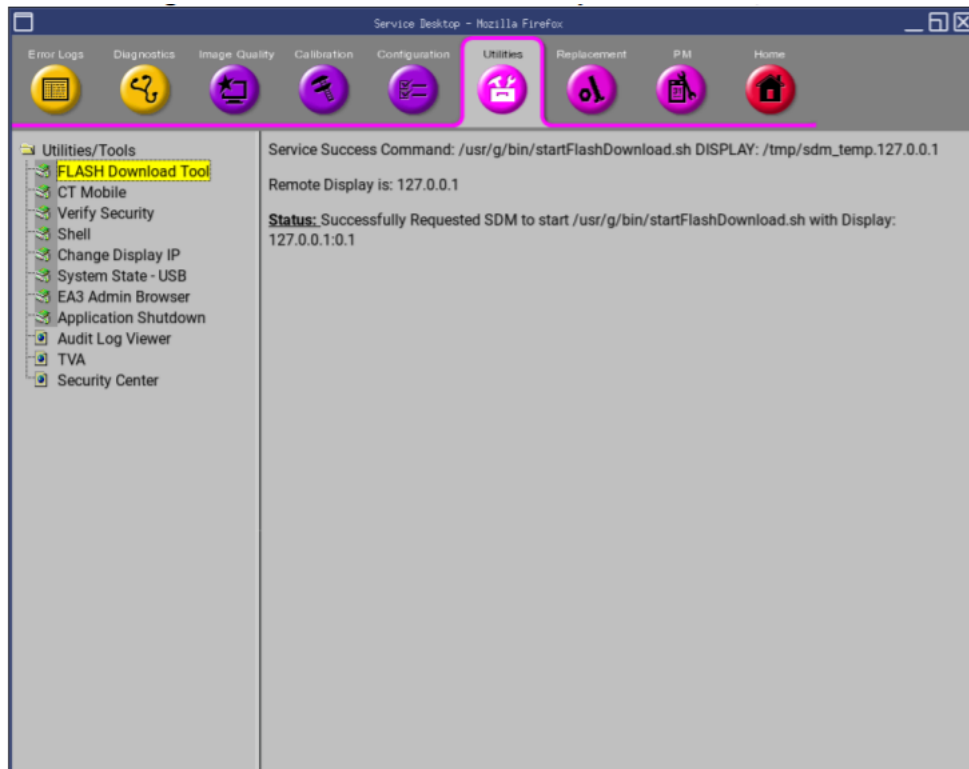 Service Desktop - Mozilla Firefox
Error Logs
Diagnostics
Image Quality
Calibration
Configuration
Utilities
Replacement
PM
Home
Utilities/Tools
FLASH Download Tool
CT Mobile
Verify Security
Shell
Change Display IP
System State - USB
EA3 Admin Browser
Application Shutdown
Audit Log Viewer
TVA
Security Center
Service Success Command: /usr/g/bin/startFlashDownload.sh DISPLAY: /tmp/sdm_temp.127.0.0.1
Remote Display is: 127.0.0.1
Status: Successfully Requested SDM to start /usr/g/bin/startFlashDownload.sh with Display:
127.0.0.1:0.1